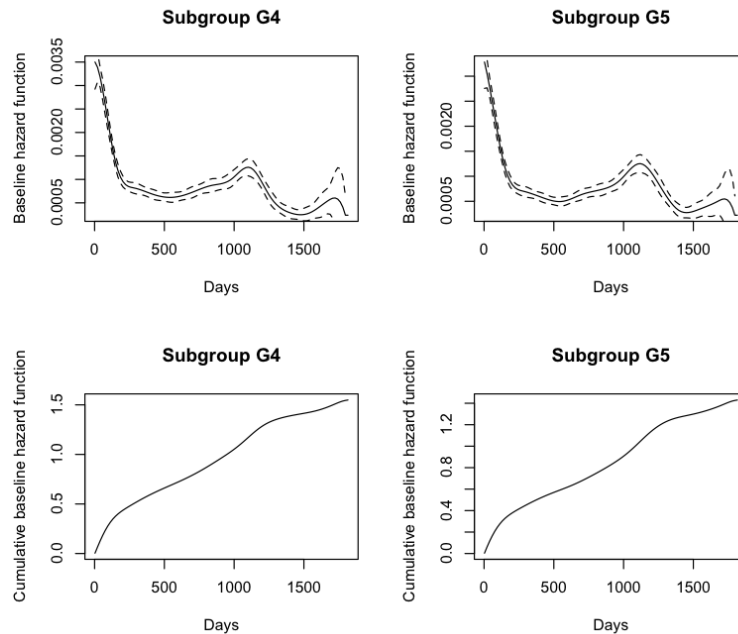 Subgroup G4
Baseline hazard function
0.0005 0.0020 0.0035
0 500 1000 1500
Days
Subgroup G5
Baseline hazard function
0.0005 0.0020
0 500 1000 1500
Days
Subgroup G4
Cumulative baseline hazard function
0.0 0.5 1.0 1.5
0 500 1000 1500
Days
Subgroup G5
Cumulative baseline hazard function
0.0 0.4 0.8 1.2
0 500 1000 1500
Days